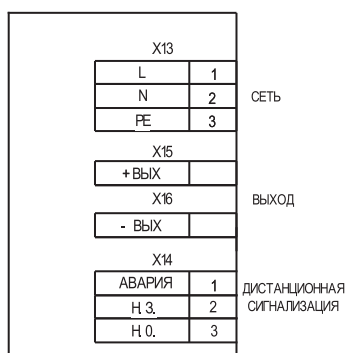 X13
L 1
N 2 СЕТЬ
PE 3
X15
+ВЫХ
X16 ВЫХОД
- ВЫХ
X14
АВАРИЯ 1 ДИСТАНЦИОННАЯ
Н.З. 2 СИГНАЛИЗАЦИЯ
Н.О. 3